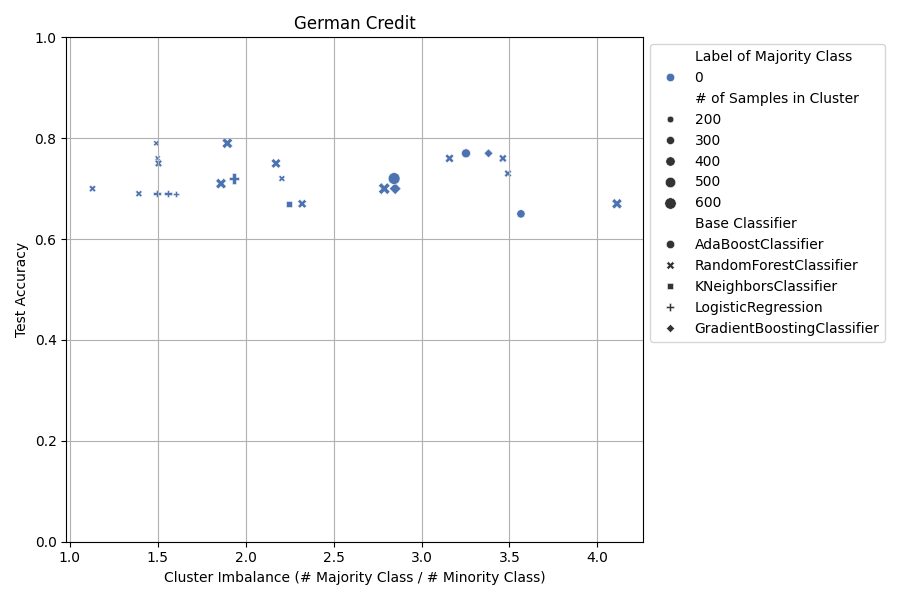 German Credit
1.0
0.8
0.6
0.4
0.2
0.0
Test Accuracy
1.0 1.5 2.0 2.5 3.0 3.5 4.0
Cluster Imbalance (# Majority Class / # Minority Class)
Label of Majority Class
0
# of Samples in Cluster
200
300
400
500
600
Base Classifier
AdaBoostClassifier
RandomForestClassifier
KNeighborsClassifier
LogisticRegression
GradientBoostingClassifier